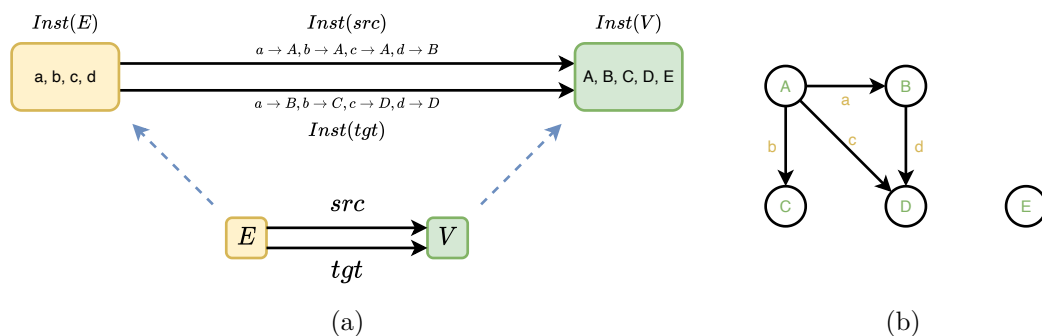 Inst(E)
Inst(src)
Inst(V)
a → A, b → A, c → A, d → B
a, b, c, d
A, B, C, D, E
a → B, b → C, c → D, d → D
Inst(tgt)
src
E
V
tgt
(a)
A
B
a
b
c
d
C
D
E
(b)